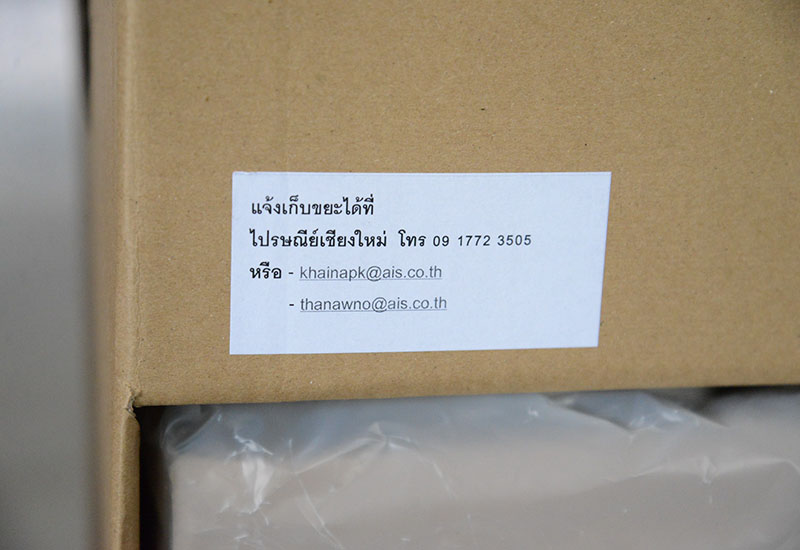 แจ้งเก็บขยะได้ที่
ไปรษณีย์เชียงใหม่ โทร 09 1772 3505
หรือ - khainapk@ais.co.th
- thanawno@ais.co.th